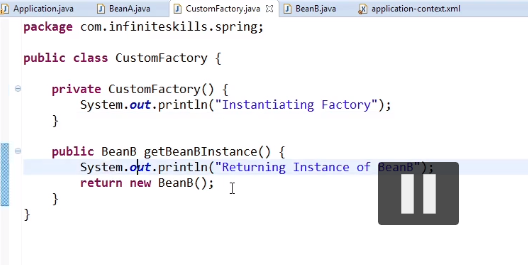 Application.java BeanA.java CustomFactory.java BeanB.java application-context.xml
package com.infiniteskills.spring;
public class CustomFactory {
private CustomFactory() {
System.out.println("Instantiating Factory");
}
public BeanB getBeanBInstance() {
System.out.println("Returning Instance of BeanB");
return new BeanB();
}
}